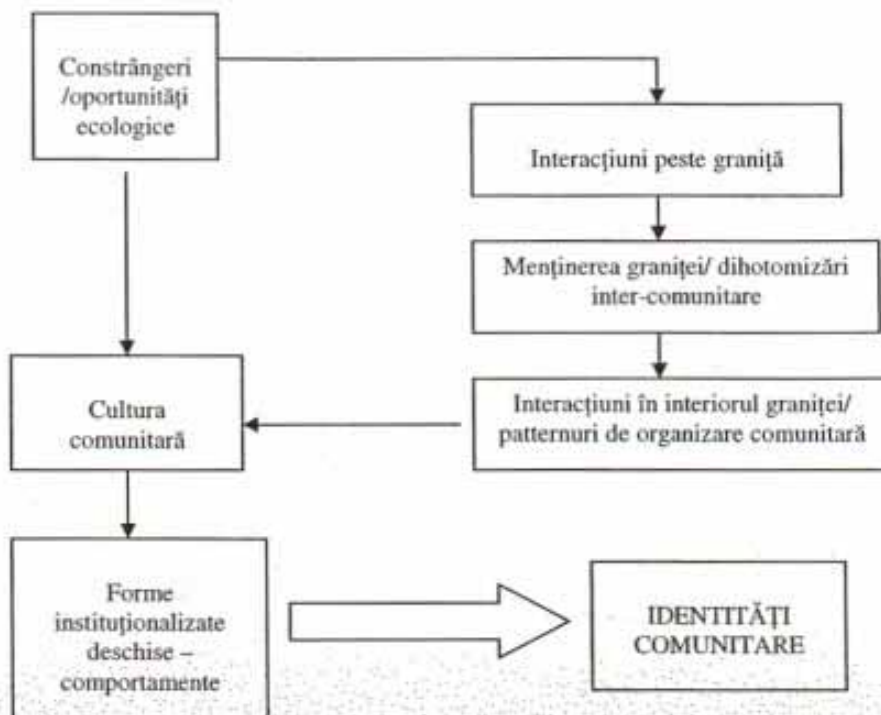 Constrângeri
/oportunități
ecologice
Interacțiuni peste graniță
Menținerea graniței/ dihotomizări
inter-comunitare
Interacțiuni în interiorul graniței/
patternuri de organizare comunitară
Cultura
comunitară
Forme
instituționalizate
deschise –
comportamente
IDENTITĂȚI
COMUNITARE